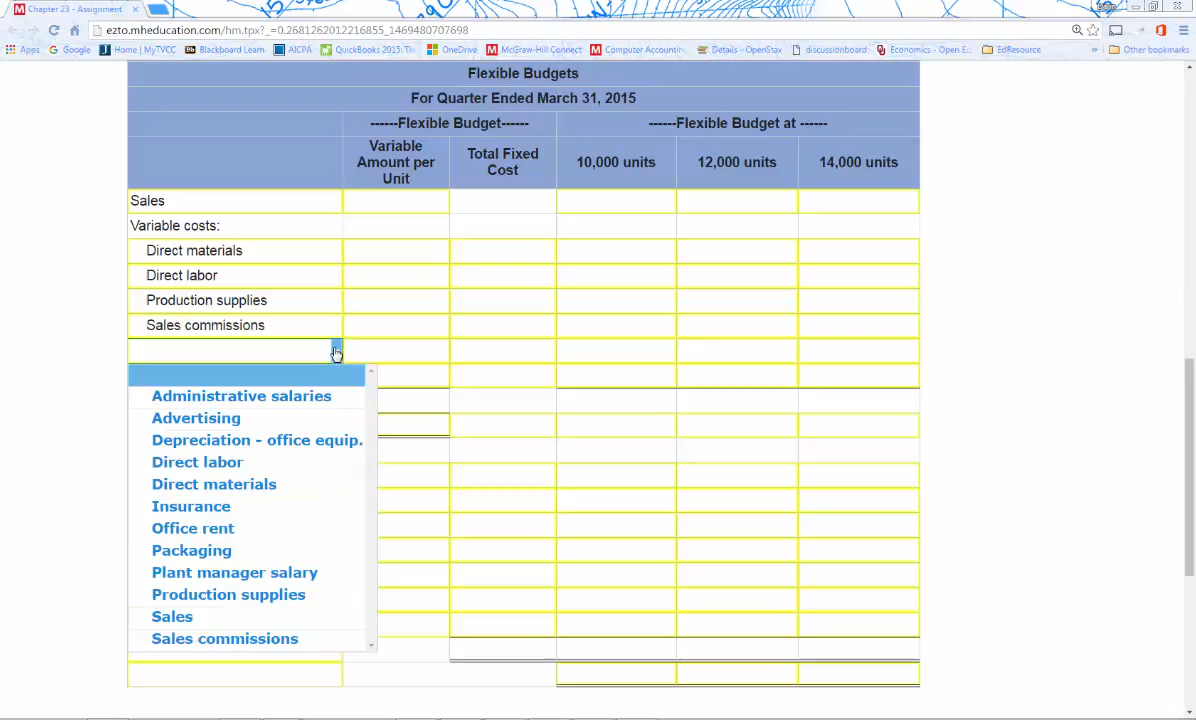 Chapter 23 - Assignment
ezto.mheducation.com/hm.tpx?_=0.2681262012216855_1469480707698
Apps Google Home | MyTVCC Blackboard Learn AICPA QuickBooks 2015: Th OneDrive McGraw-Hill Connect Computer Accountin Details - OpenStax discussionboard Economics - Open E EdResource » Other bookmarks
Flexible Budgets
For Quarter Ended March 31, 2015
------Flexible Budget------ ------Flexible Budget at ------
Variable Amount per Unit Total Fixed Cost 10,000 units 12,000 units 14,000 units
Sales
Variable costs:
Direct materials
Direct labor
Production supplies
Sales commissions
Administrative salaries
Advertising
Depreciation - office equip.
Direct labor
Direct materials
Insurance
Office rent
Packaging
Plant manager salary
Production supplies
Sales
Sales commissions